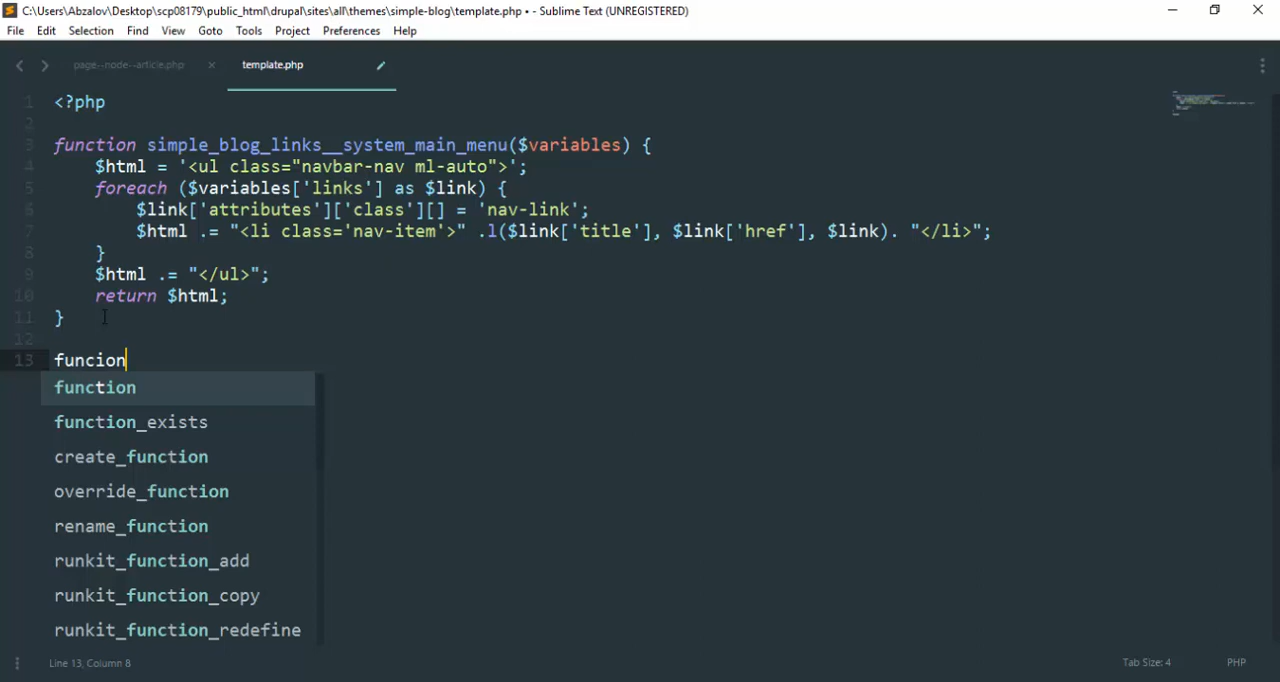 C:\Users\Abzalov\Desktop\scp08179\public_html\drupal\sites\all\themes\simple-blog\template.php • - Sublime Text (UNREGISTERED)
File Edit Selection Find View Goto Tools Project Preferences Help
page--node--article.php template.php
1 <?php
2
3 function simple_blog_links__system_main_menu($variables) {
4 $html = '<ul class="navbar-nav ml-auto">';
5 foreach ($variables['links'] as $link) {
6 $link['attributes']['class'][] = 'nav-link';
7 $html .= "<li class='nav-item'>" .l($link['title'], $link['href'], $link). "</li>";
8 }
9 $html .= "</ul>";
10 return $html;
11 }
12
13 funcion
function
function_exists
create_function
override_function
rename_function
runkit_function_add
runkit_function_copy
runkit_function_redefine
Line 13, Column 8 Tab Size: 4 PHP